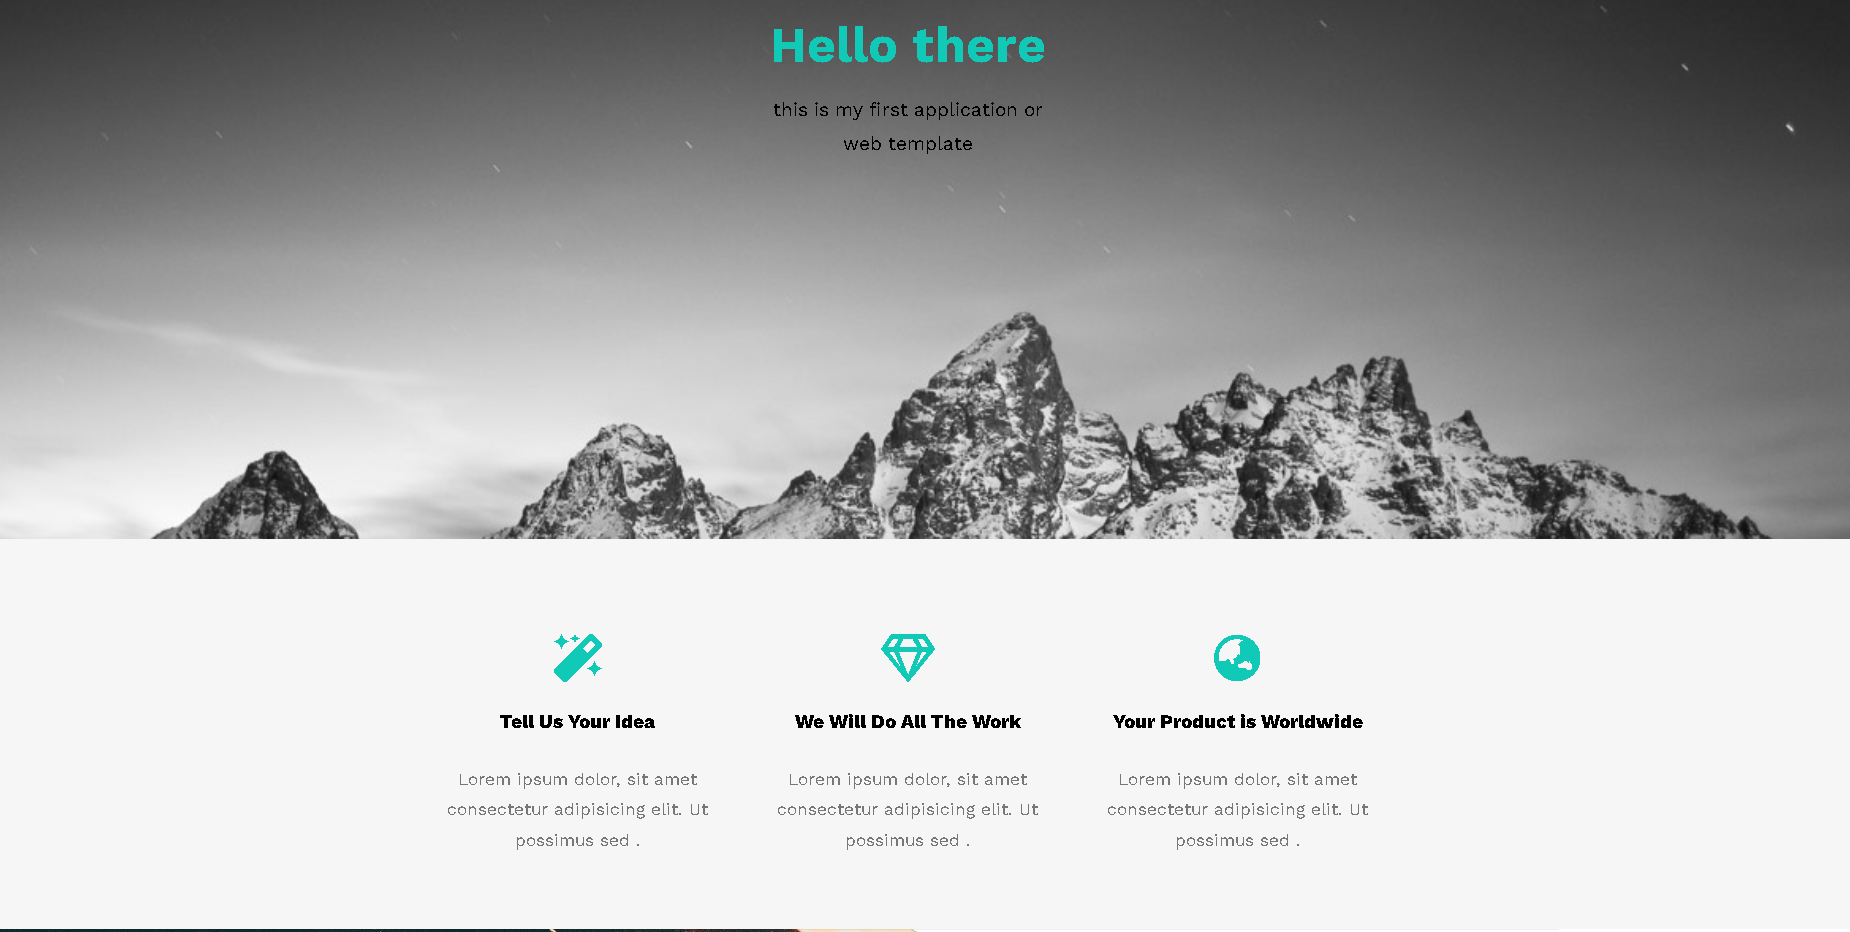 Hello there
this is my first application or
web template
Tell Us Your Idea
Lorem ipsum dolor, sit amet
consectetur adipisicing elit. Ut
possimus sed .
We Will Do All The Work
Lorem ipsum dolor, sit amet
consectetur adipisicing elit. Ut
possimus sed .
Your Product is Worldwide
Lorem ipsum dolor, sit amet
consectetur adipisicing elit. Ut
possimus sed .